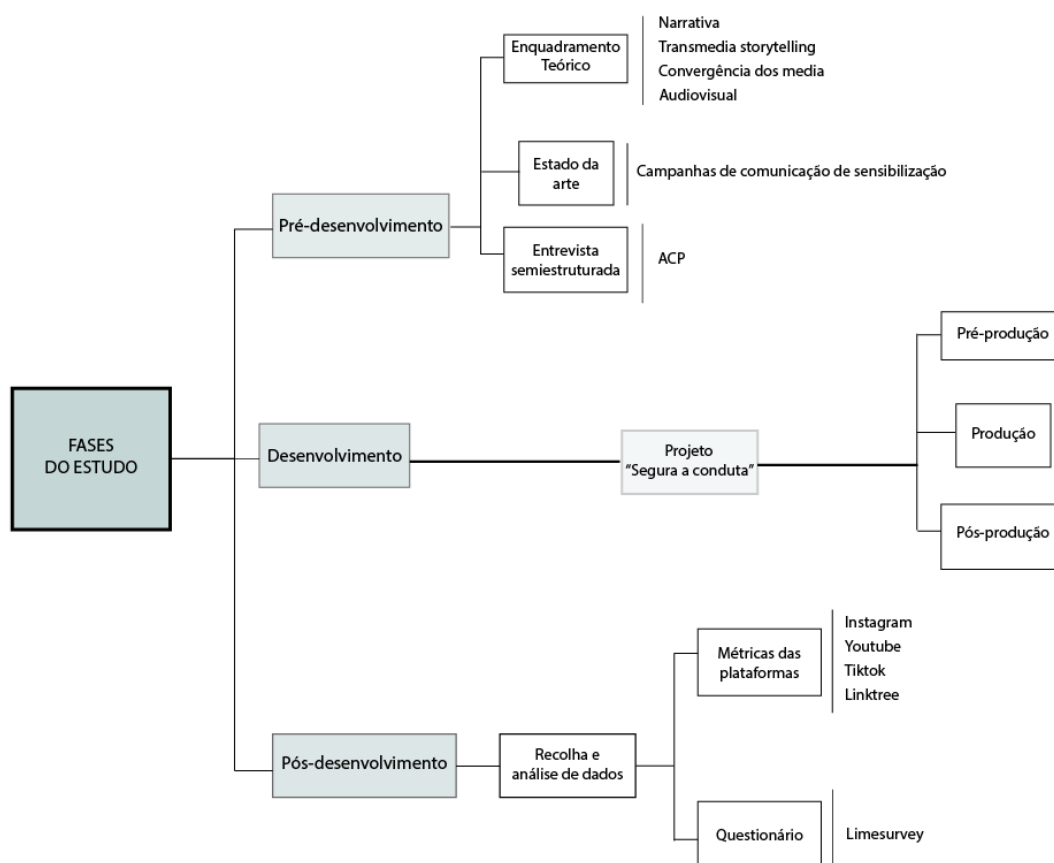 FASES
DO ESTUDO
Pré-desenvolvimento
Enquadramento
Teórico
Narrativa
Transmedia storytelling
Convergência dos media
Audiovisual
Estado da
arte
Campanhas de comunicação de sensibilização
Entrevista
semiestruturada
ACP
Desenvolvimento
Projeto
“Segura a conduta”
Pré-produção
Produção
Pós-produção
Pós-desenvolvimento
Recolha e
análise de dados
Métricas das
plataformas
Instagram
Youtube
Tiktok
Linktree
Questionário
Limesurvey